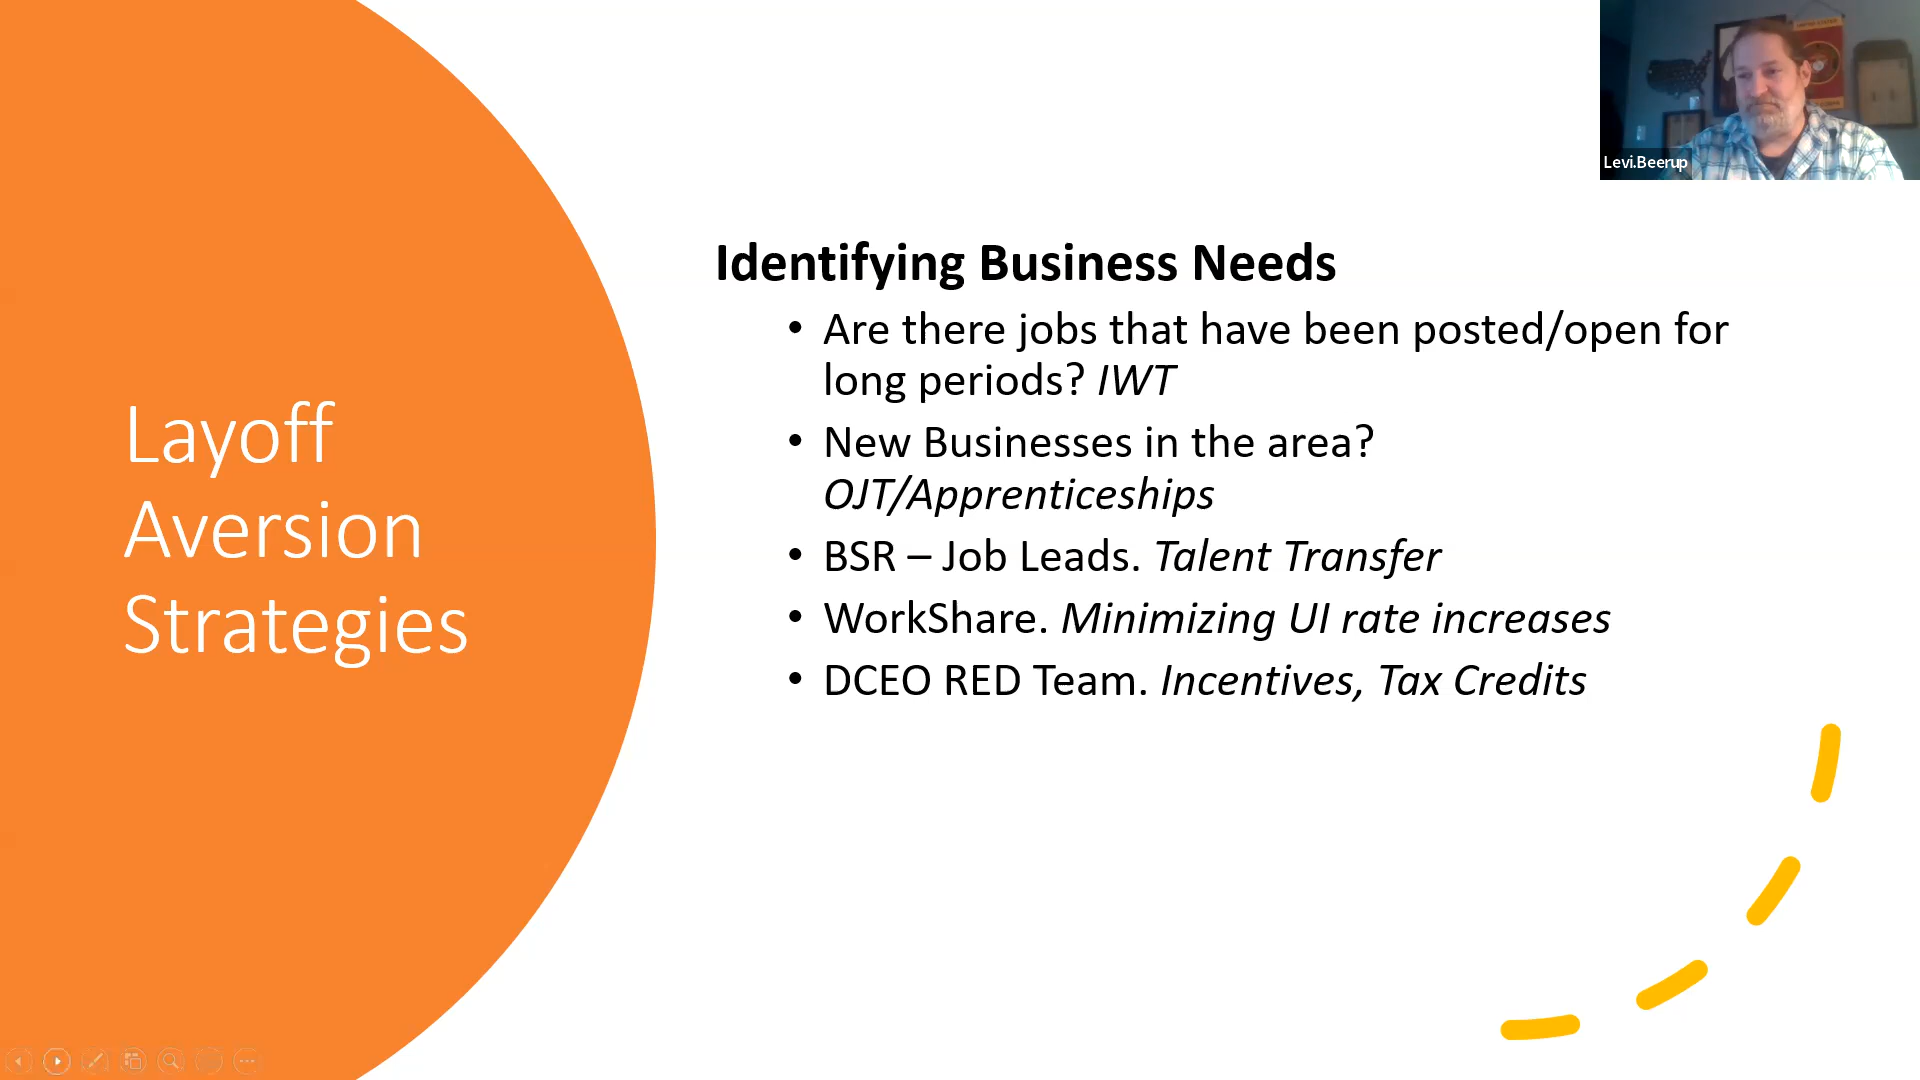 Levi.Beerup
Layoff
Aversion
Strategies
Identifying Business Needs
• Are there jobs that have been posted/open for
long periods? IWT
• New Businesses in the area?
OJT/Apprenticeships
• BSR – Job Leads. Talent Transfer
• WorkShare. Minimizing UI rate increases
• DCEO RED Team. Incentives, Tax Credits